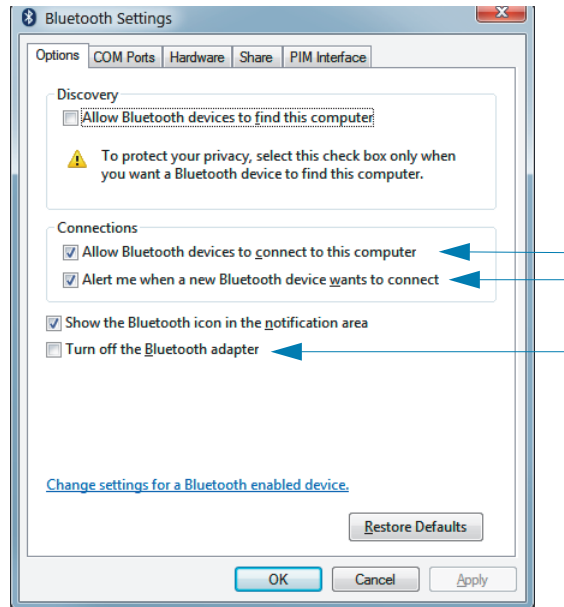 Bluetooth Settings
Options COM Ports Hardware Share PIM Interface
Discovery
Allow Bluetooth devices to find this computer
To protect your privacy, select this check box only when
you want a Bluetooth device to find this computer.
Connections
Allow Bluetooth devices to connect to this computer
Alert me when a new Bluetooth device wants to connect
Show the Bluetooth icon in the notification area
Turn off the Bluetooth adapter
Change settings for a Bluetooth enabled device.
Restore Defaults
OK Cancel Apply